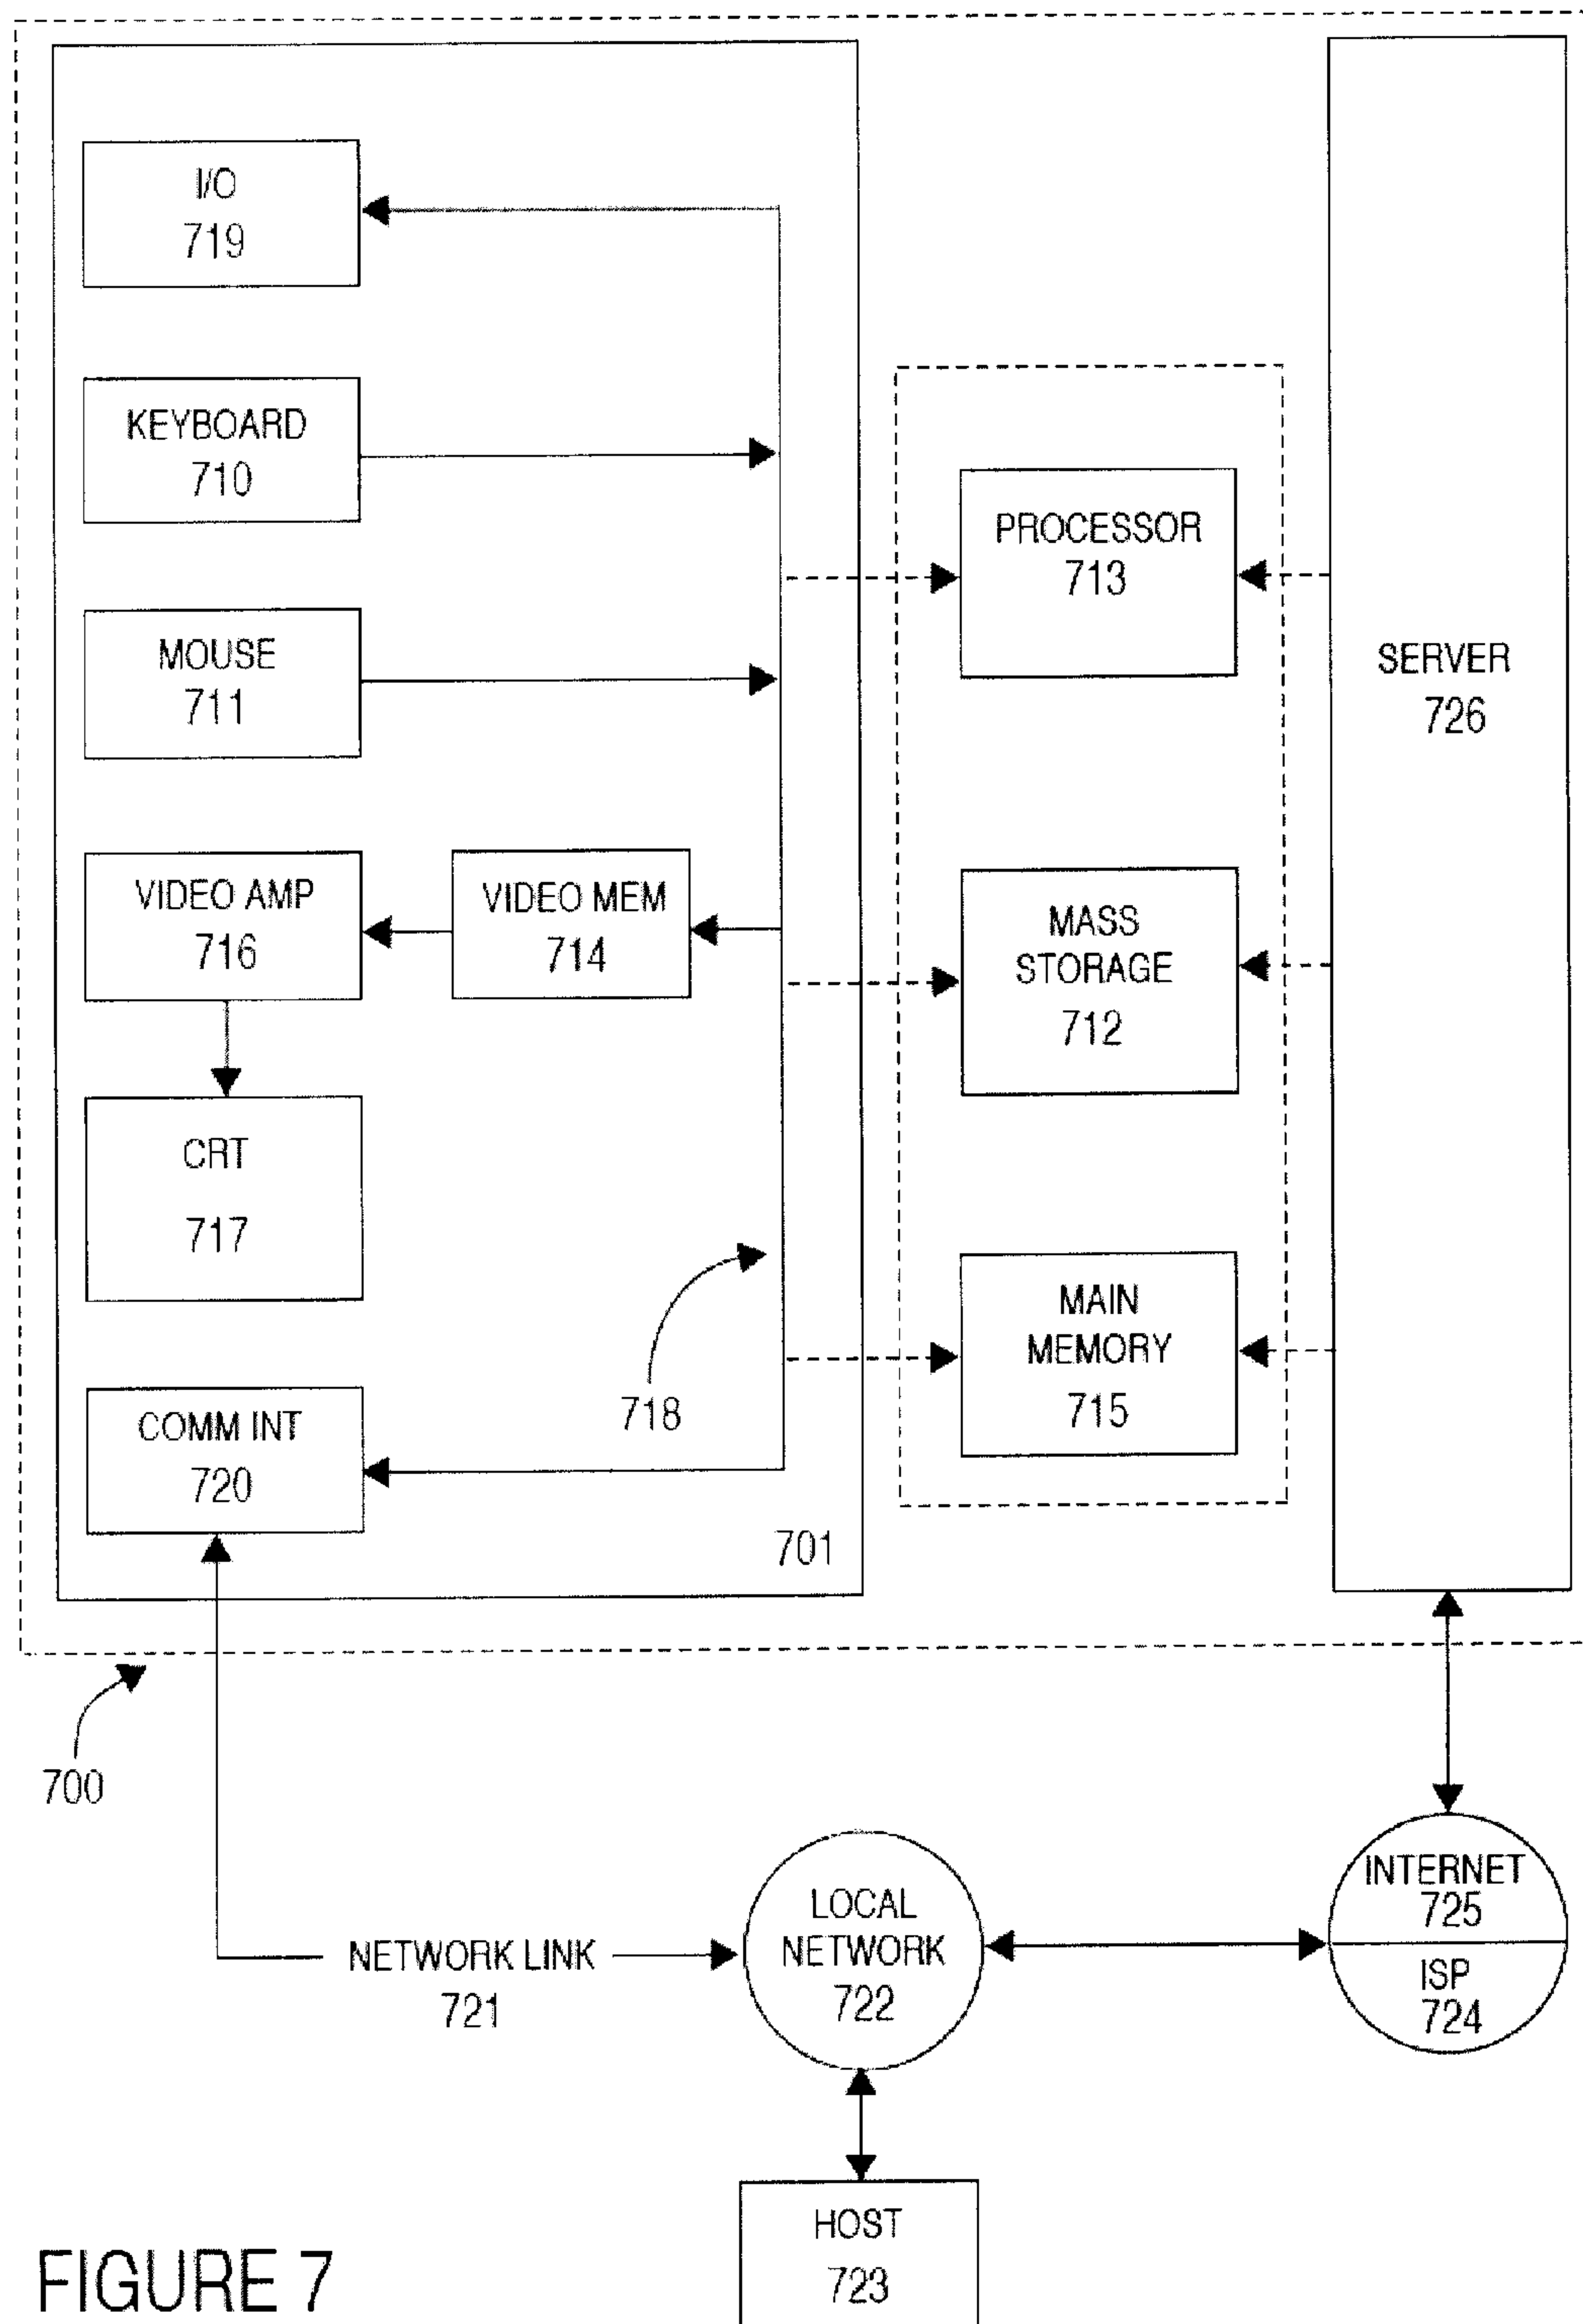 I/O
719
KEYBOARD
710
MOUSE
711
VIDEO AMP
716
VIDEO MEM
714
CRT
717
COMM INT
720
718
701
PROCESSOR
713
MASS
STORAGE
712
MAIN
MEMORY
715
SERVER
726
700
NETWORK LINK
721
LOCAL
NETWORK
722
INTERNET
725
ISP
724
HOST
723
FIGURE 7